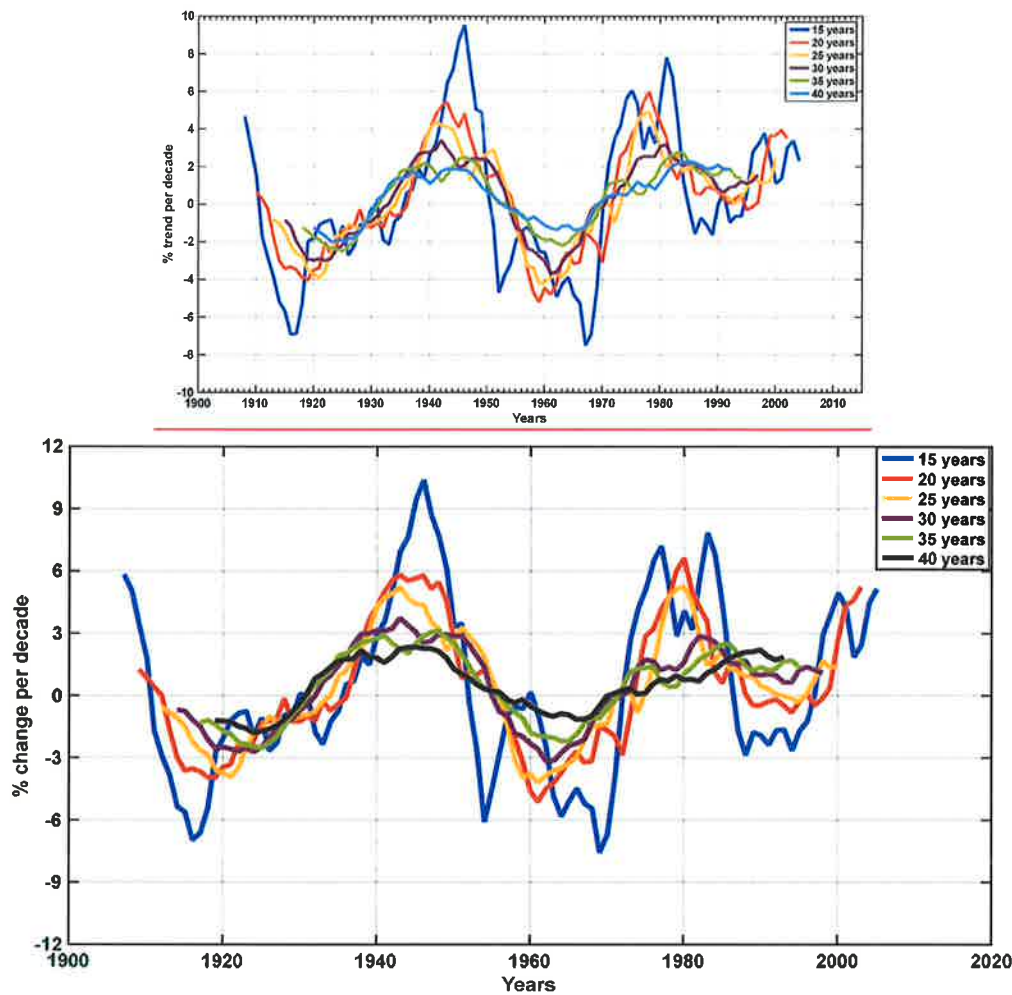 10
8
6
4
2
0
-2
-4
-6
-8
-10
% trend per decade
15 years
20 years
25 years
30 years
35 years
40 years
1900 1910 1920 1930 1940 1950 1960 1970 1980 1990 2000 2010
Years
12
9
6
3
0
-3
-6
-9
-12
% change per decade
15 years
20 years
25 years
30 years
35 years
40 years
1900 1920 1940 1960 1980 2000 2020
Years